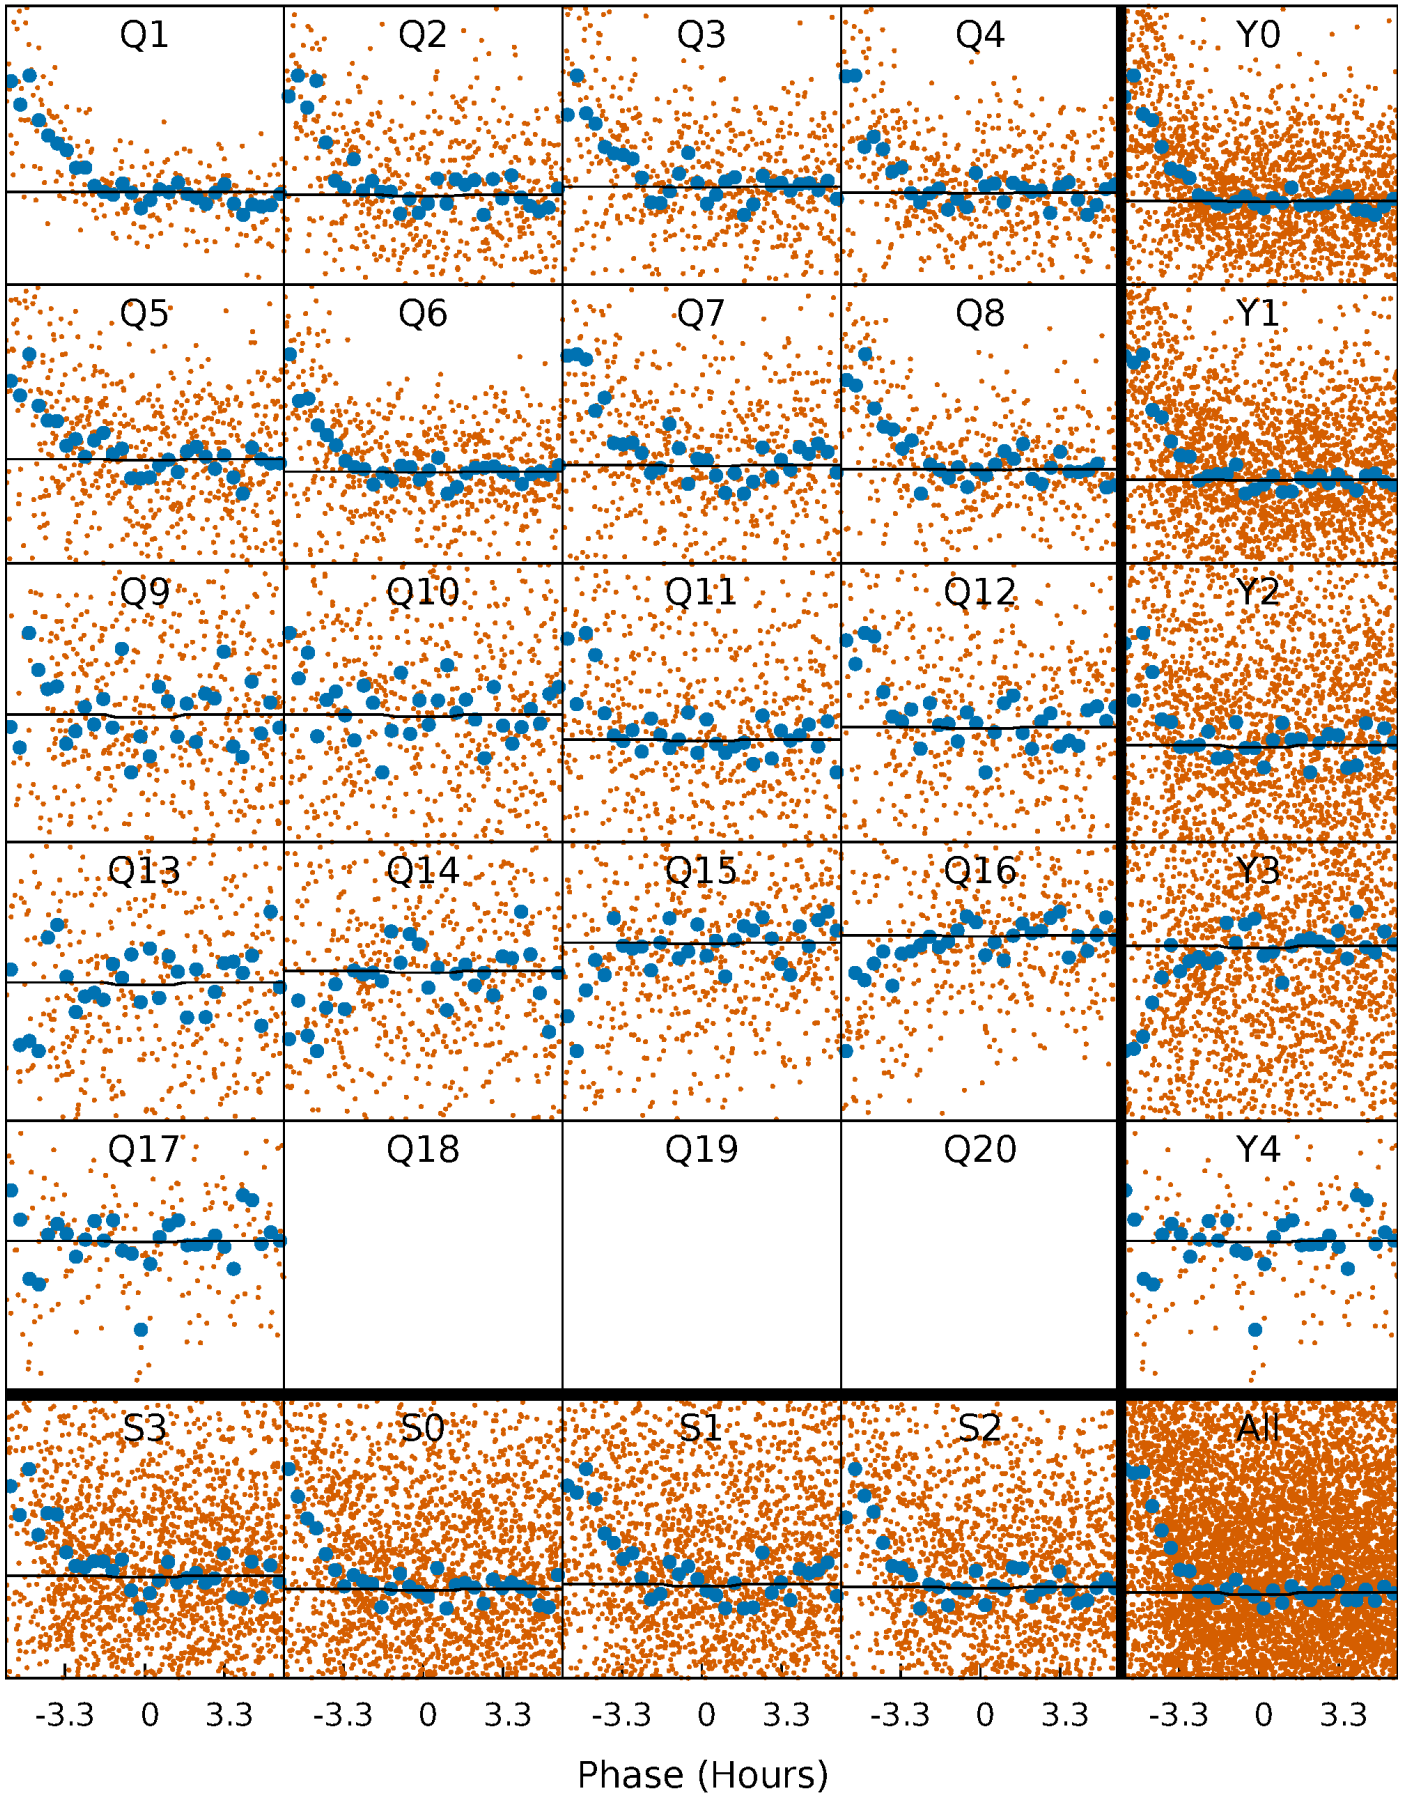 Q1 Q2 Q3 Q4 Y0
Q5 Q6 Q7 Q8 Y1
Q9 Q10 Q11 Q12 Y2
Q13 Q14 Q15 Q16 Y3
Q17 Q18 Q19 Q20 Y4
S3 S0 S1 S2 All
-3.3 0 3.3 -3.3 0 3.3 -3.3 0 3.3 -3.3 0 3.3 -3.3 0 3.3
Phase (Hours)